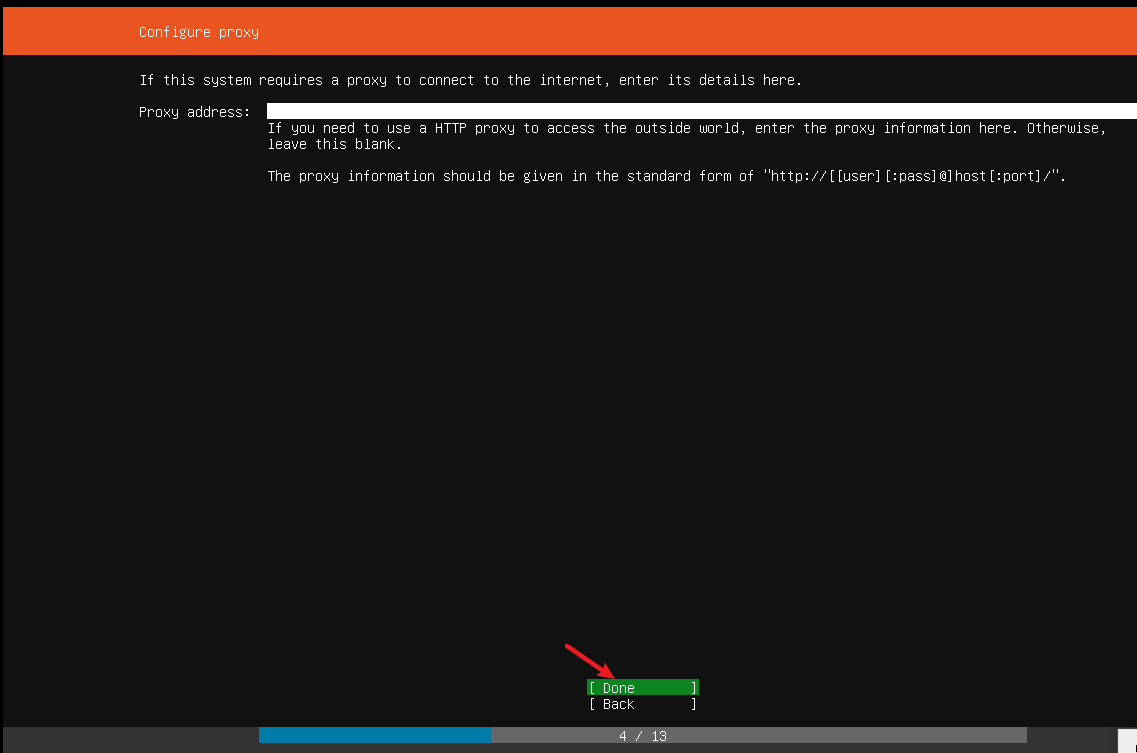 Configure proxy
If this system requires a proxy to connect to the internet, enter its details here.
Proxy address:
If you need to use a HTTP proxy to access the outside world, enter the proxy information here. Otherwise,
leave this blank.
The proxy information should be given in the standard form of "http://[[user][:pass]@]host[:port]/".
[ Done ]
[ Back ]
4 / 13